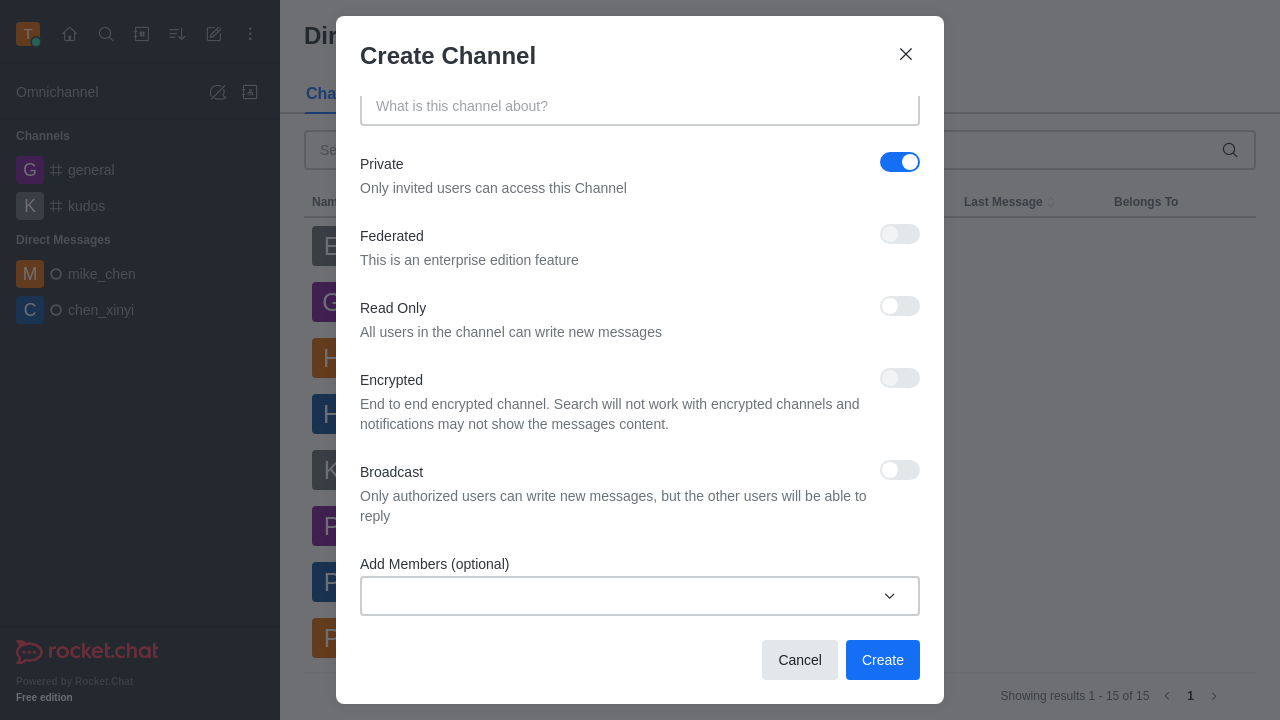 T
Omnichannel
Channels
G general
K kudos
Direct Messages
M mike_chen
C chen_xinyi
rocket.chat
Powered by Rocket.Chat
Free edition
Dir
Cha
Se
Nam
Last Message
Belongs To
E
G
H
H
K
P
P
P
Showing results 1 - 15 of 15
1
Create Channel
What is this channel about?
Private
Only invited users can access this Channel
Federated
This is an enterprise edition feature
Read Only
All users in the channel can write new messages
Encrypted
End to end encrypted channel. Search will not work with encrypted channels and
notifications may not show the messages content.
Broadcast
Only authorized users can write new messages, but the other users will be able to
reply
Add Members (optional)
Cancel
Create